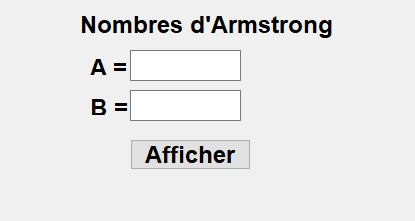 Nombres d'Armstrong
A =
B =
Afficher